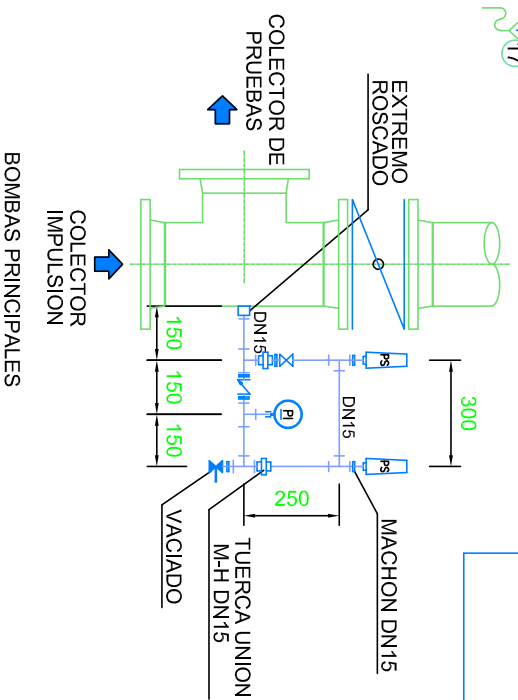 17
COLECTOR DE
PRUEBAS
EXTREMO
ROSCADO
COLECTOR
IMPULSION
BOMBAS PRINCIPALES
DN15
150
150
150
PS
PS
300
DN15
PI
250
MACHON DN15
TUERCA UNION
M-H DN15
VACIADO